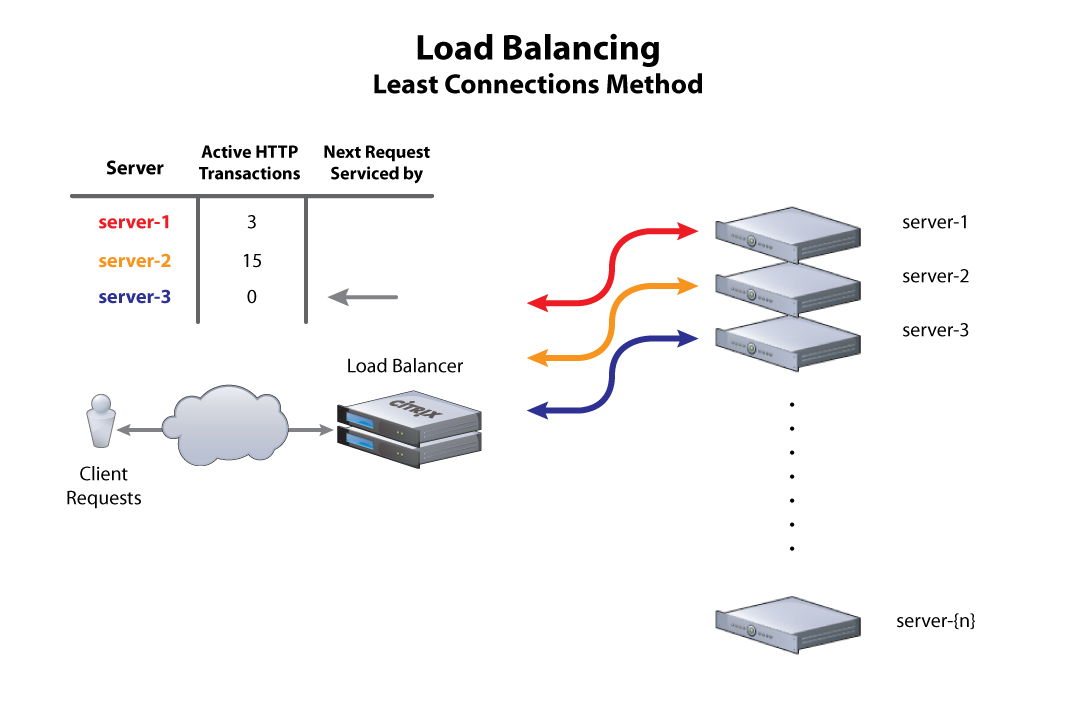 Load Balancing
Least Connections Method
Server
Active HTTP
Transactions
Next Request
Serviced by
server-1
3
server-2
15
server-3
0
Load Balancer
CITRIX
Client
Requests
server-1
server-2
server-3
server-{n}